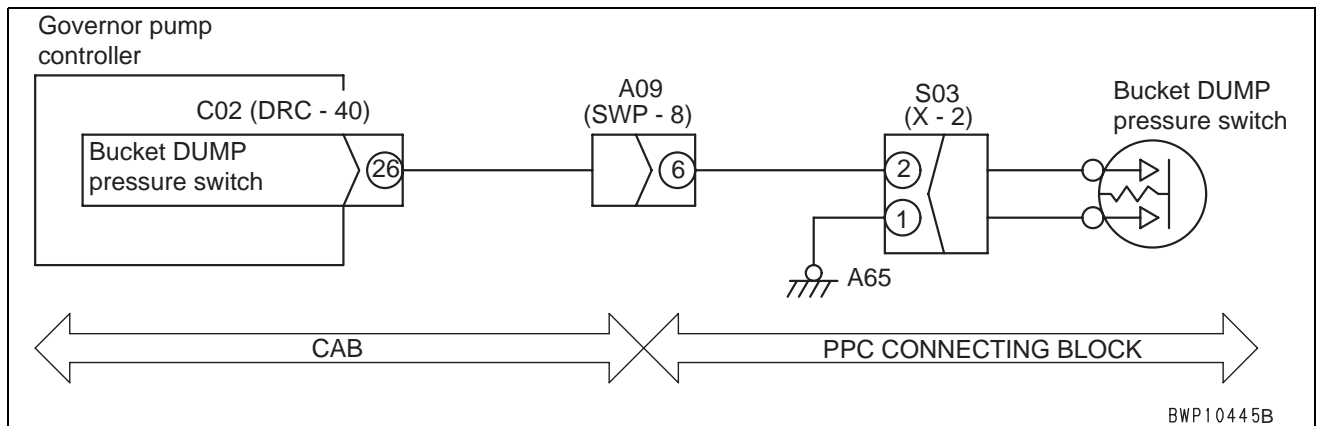 Governor pump
controller
C02 (DRC - 40)
Bucket DUMP
pressure switch
26
A09
(SWP - 8)
6
S03
(X - 2)
2
1
A65
Bucket DUMP
pressure switch
CAB
PPC CONNECTING BLOCK
BWP10445B